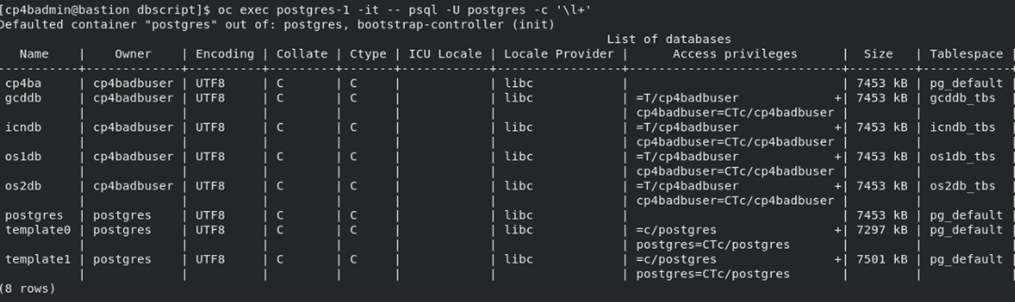 [cp4badmin@bastion dbscript]$ oc exec postgres-1 -it -- psql -U postgres -c '\l+'
Defaulted container "postgres" out of: postgres, bootstrap-controller (init)
List of databases
Name | Owner | Encoding | Collate | Ctype | ICU Locale | Locale Provider | Access privileges | Size | Tablespace
-----------+-------------+----------+---------+-------+------------+-----------------+----------------------------+---------+------------
cp4ba | cp4badbuser | UTF8 | C | C | | libc | | 7453 kB | pg_default
gcddb | cp4badbuser | UTF8 | C | C | | libc | =T/cp4badbuser +| 7453 kB | gcddb_tbs
| | | | | | | cp4badbuser=CTc/cp4badbuser | |
icndb | cp4badbuser | UTF8 | C | C | | libc | =T/cp4badbuser +| 7453 kB | icndb_tbs
| | | | | | | cp4badbuser=CTc/cp4badbuser | |
os1db | cp4badbuser | UTF8 | C | C | | libc | =T/cp4badbuser +| 7453 kB | os1db_tbs
| | | | | | | cp4badbuser=CTc/cp4badbuser | |
os2db | cp4badbuser | UTF8 | C | C | | libc | =T/cp4badbuser +| 7453 kB | os2db_tbs
| | | | | | | cp4badbuser=CTc/cp4badbuser | |
postgres | postgres | UTF8 | C | C | | libc | | 7453 kB | pg_default
template0 | postgres | UTF8 | C | C | | libc | =c/postgres +| 7297 kB | pg_default
| | | | | | | postgres=CTc/postgres | |
template1 | postgres | UTF8 | C | C | | libc | =c/postgres +| 7501 kB | pg_default
| | | | | | | postgres=CTc/postgres | |
(8 rows)